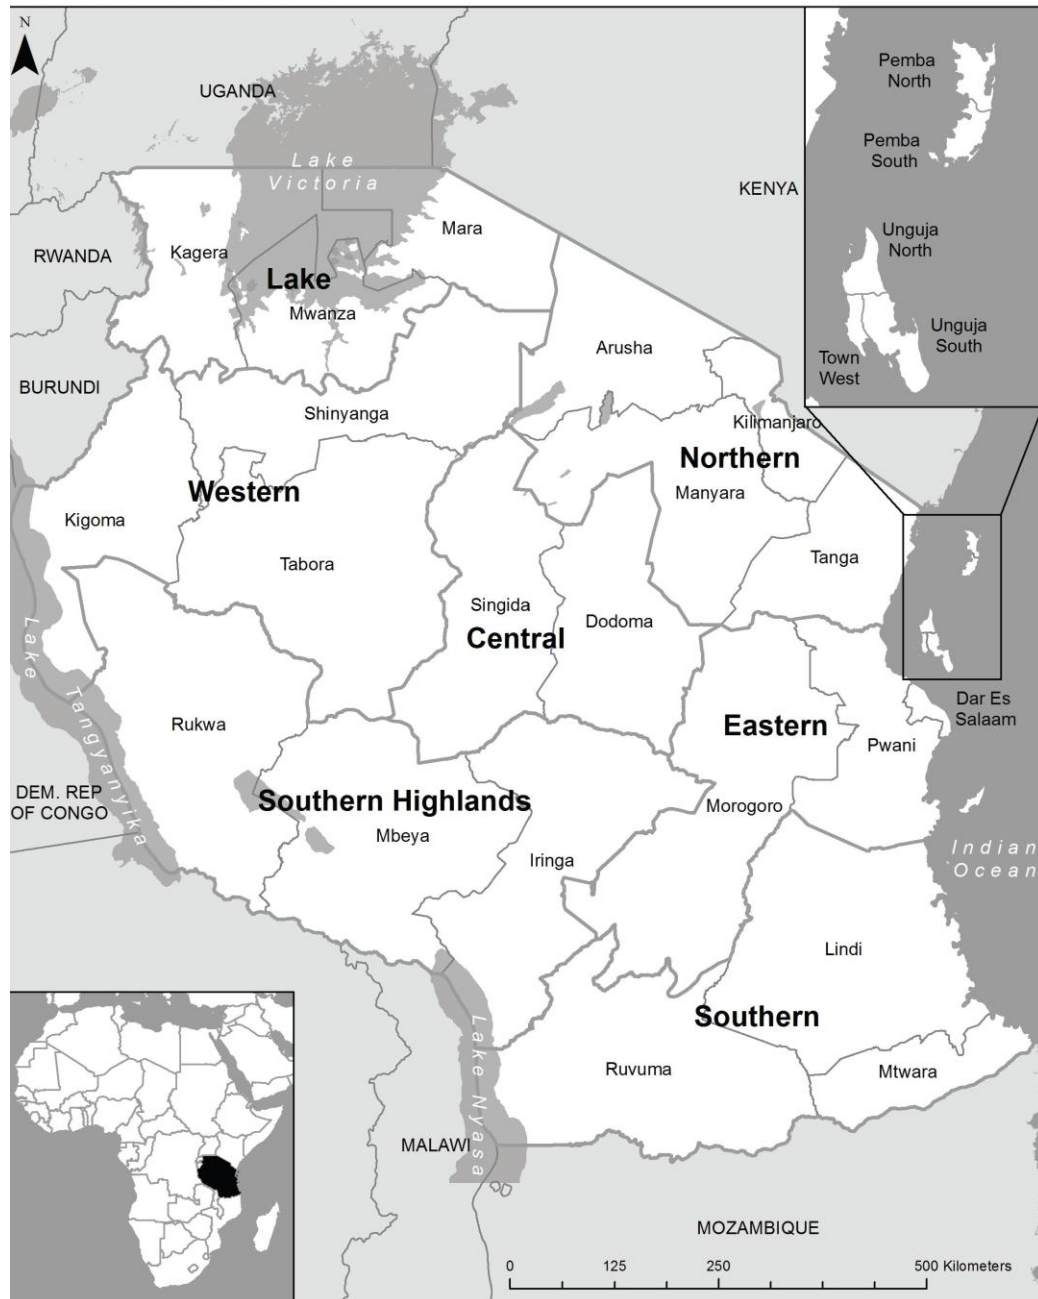 N
UGANDA
Lake
Victoria
KENYA
RWANDA
BURUNDI
Kagera
Mara
Lake
Mwanza
Arusha
Shinyanga
Kilimanjaro
Northern
Manyara
Western
Kigoma
Tabora
Tanga
Singida
Central
Dodoma
Lake
Tangyanyika
Rukwa
Eastern
Dar Es
Salaam
Pwani
DEM. REP
OF CONGO
Southern Highlands
Mbeya
Morogoro
Iringa
Indian
Ocean
Lindi
Southern
Ruvuma
Mtwara
Lake Nyasa
MALAWI
MOZAMBIQUE
Pemba
North
Pemba
South
Unguja
North
Unguja
South
Town
West
0 125 250 500 Kilometers